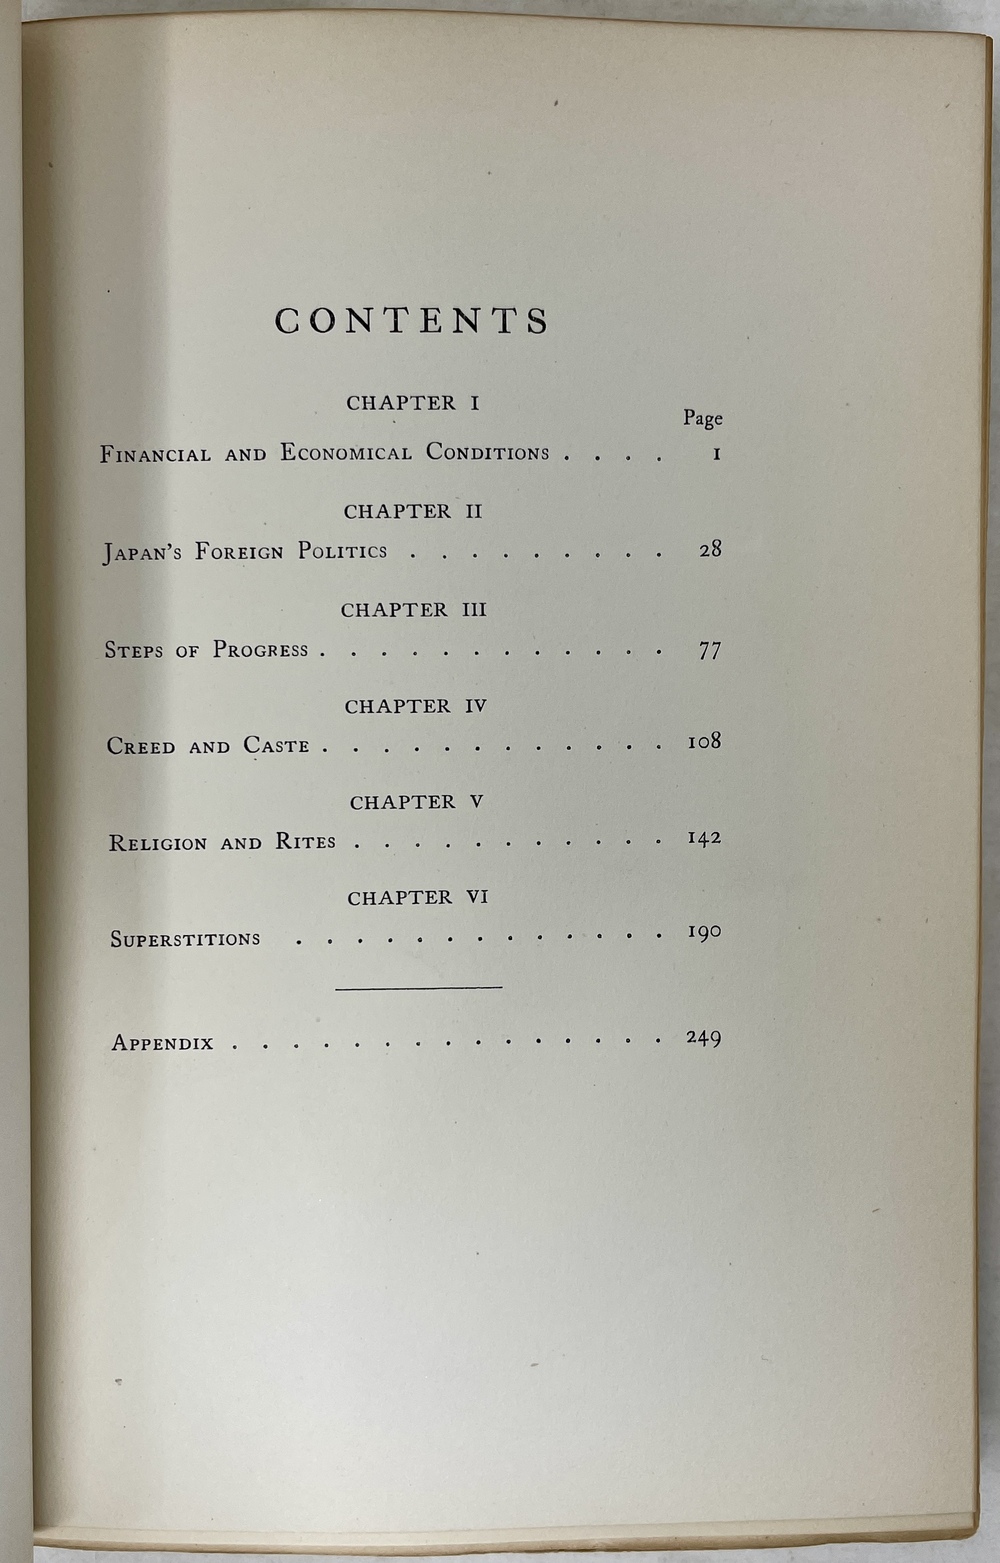 CONTENTS
CHAPTER I
Page
Financial and Economical Conditions . . . . 1
CHAPTER II
Japan's Foreign Politics . . . . . . . . . 28
CHAPTER III
Steps of Progress . . . . . . . . . . . . 77
CHAPTER IV
Creed and Caste . . . . . . . . . . . . 108
CHAPTER V
Religion and Rites . . . . . . . . . . . 142
CHAPTER VI
Superstitions . . . . . . . . . . . . . 190
Appendix . . . . . . . . . . . . . . . 249